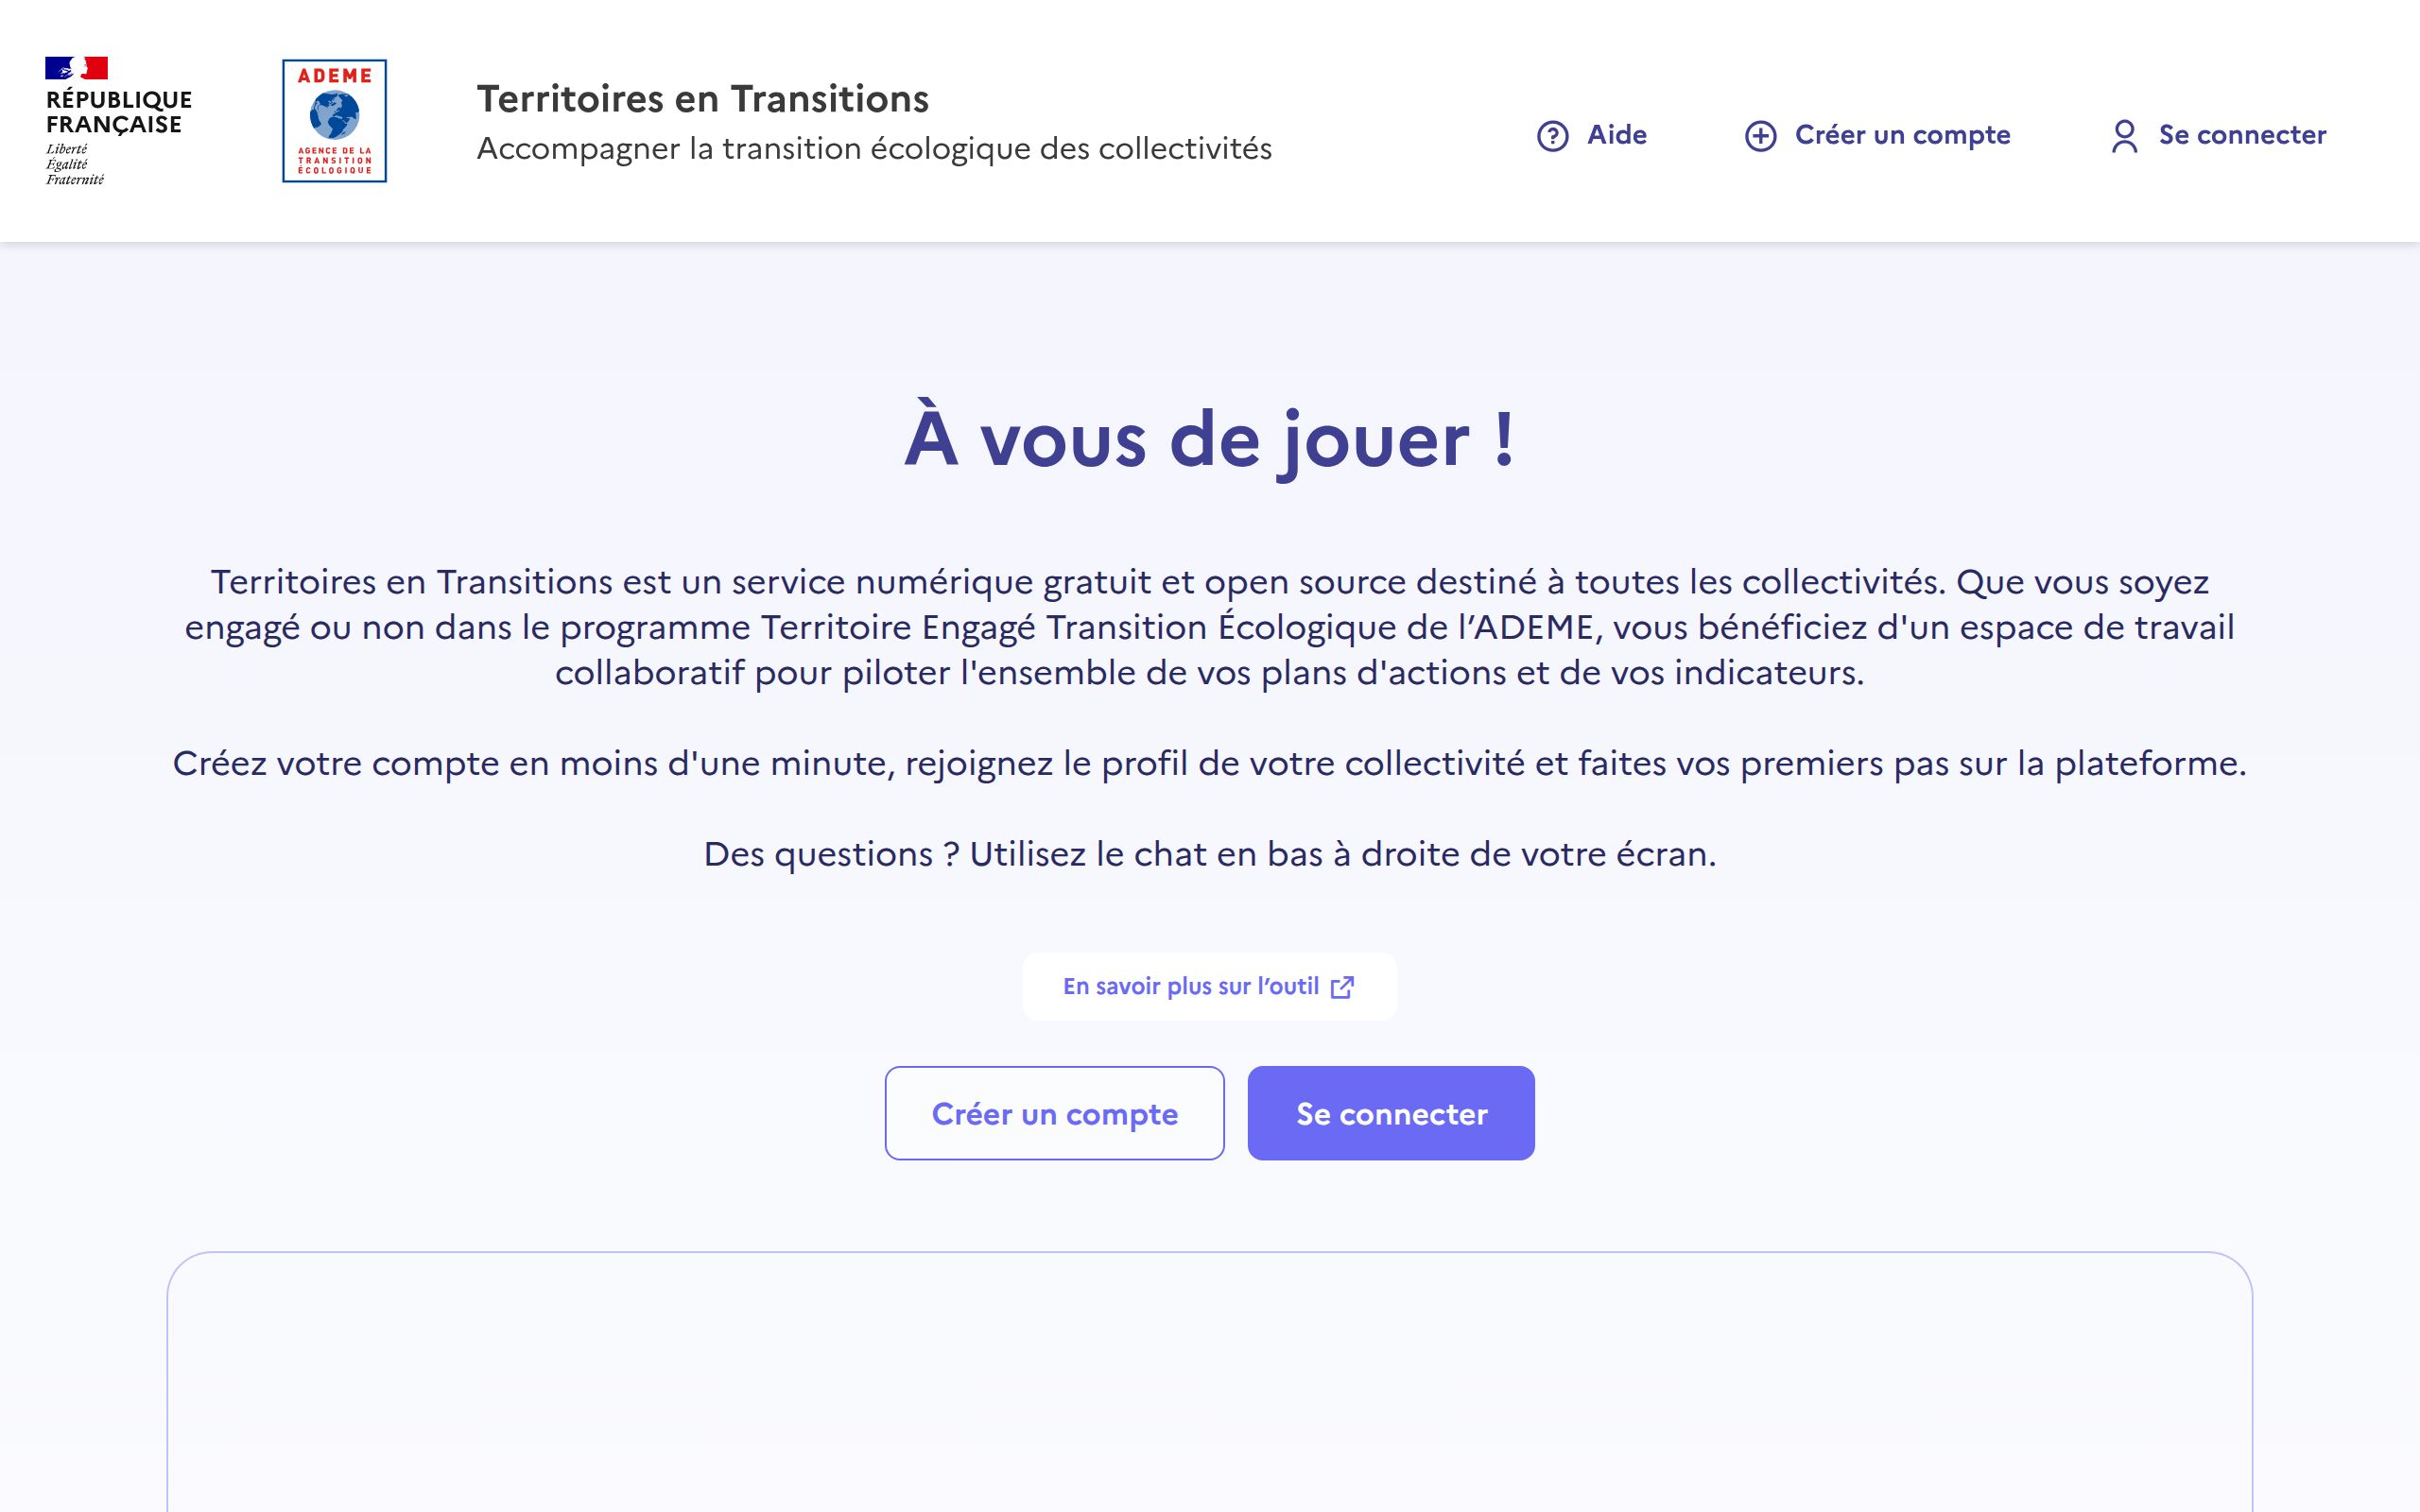 RÉPUBLIQUE
FRANÇAISE
Liberté
Égalité
Fraternité
ADEME
AGENCE DE LA
TRANSITION
ÉCOLOGIQUE
Territoires en Transitions
Accompagner la transition écologique des collectivités
Aide
Créer un compte
Se connecter
À vous de jouer !
Territoires en Transitions est un service numérique gratuit et open source destiné à toutes les collectivités. Que vous soyez
engagé ou non dans le programme Territoire Engagé Transition Écologique de l’ADEME, vous bénéficiez d'un espace de travail
collaboratif pour piloter l'ensemble de vos plans d'actions et de vos indicateurs.
Créez votre compte en moins d'une minute, rejoignez le profil de votre collectivité et faites vos premiers pas sur la plateforme.
Des questions ? Utilisez le chat en bas à droite de votre écran.
En savoir plus sur l’outil
Créer un compte
Se connecter